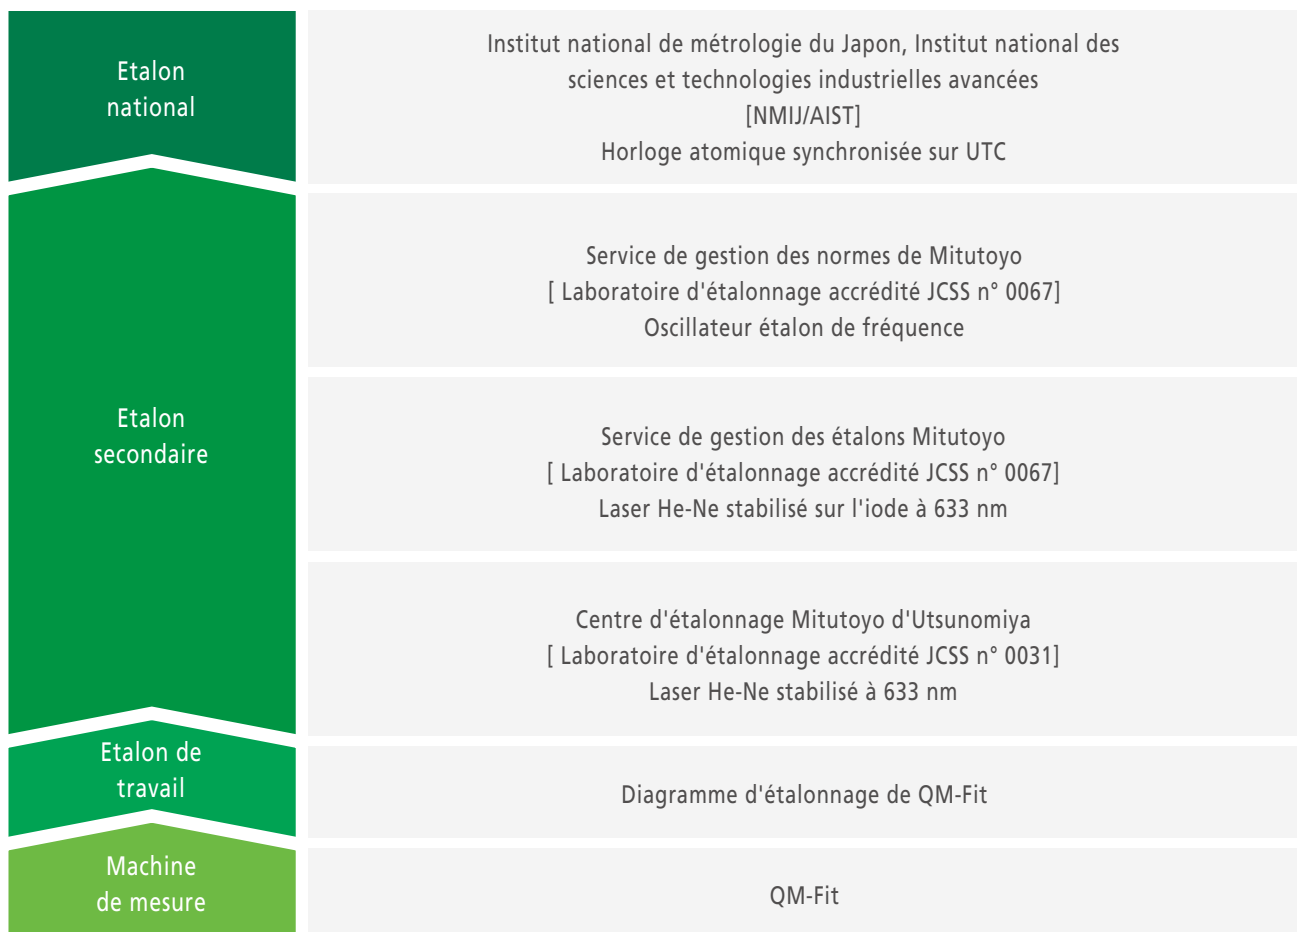 Etalon
national
Institut national de métrologie du Japon, Institut national des
sciences et technologies industrielles avancées
[NMIJ/AIST]
Horloge atomique synchronisée sur UTC
Etalon
secondaire
Service de gestion des normes de Mitutoyo
[ Laboratoire d'étalonnage accrédité JCSS n° 0067]
Oscillateur étalon de fréquence
Service de gestion des étalons Mitutoyo
[ Laboratoire d'étalonnage accrédité JCSS n° 0067]
Laser He-Ne stabilisé sur l'iode à 633 nm
Centre d'étalonnage Mitutoyo d'Utsunomiya
[ Laboratoire d'étalonnage accrédité JCSS n° 0031]
Laser He-Ne stabilisé à 633 nm
Etalon de
travail
Diagramme d'étalonnage de QM-Fit
Machine
de mesure
QM-Fit